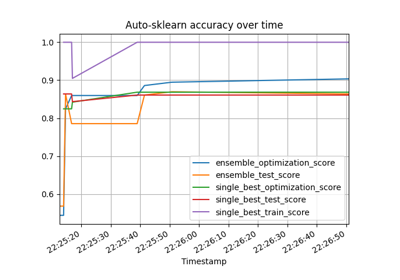 Auto-sklearn accuracy over time
1.0
0.9
0.8
0.7
0.6
ensemble_optimization_score
ensemble_test_score
single_best_optimization_score
single_best_test_score
single_best_train_score
22:25:20
22:25:30
22:25:40
22:25:50
22:26:00
22:26:10
22:26:20
22:26:30
22:26:40
22:26:50
Timestamp